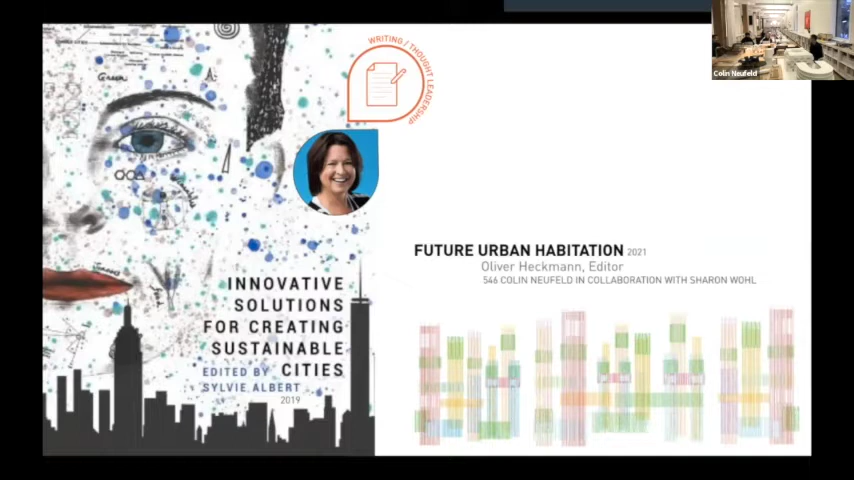 WRITING / THOUGHT LEADERSHIP
Colin Neufeld
Green
INNOVATIVE
SOLUTIONS
FOR CREATING
SUSTAINABLE
CITIES
EDITED BY
SYLVIE ALBERT
2019
FUTURE URBAN HABITATION 2021
Oliver Heckmann, Editor
546 COLIN NEUFELD IN COLLABORATION WITH SHARON WOHL